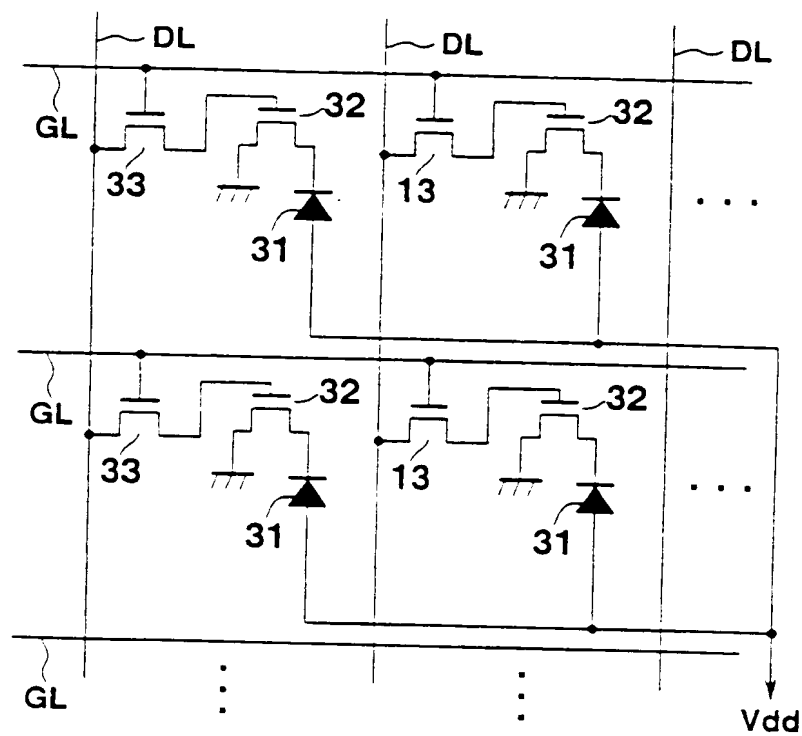 DL DL DL
GL 32 32
33 13
31 31 . . .
GL 32 32
33 13
31 31 . . .
GL
Vdd